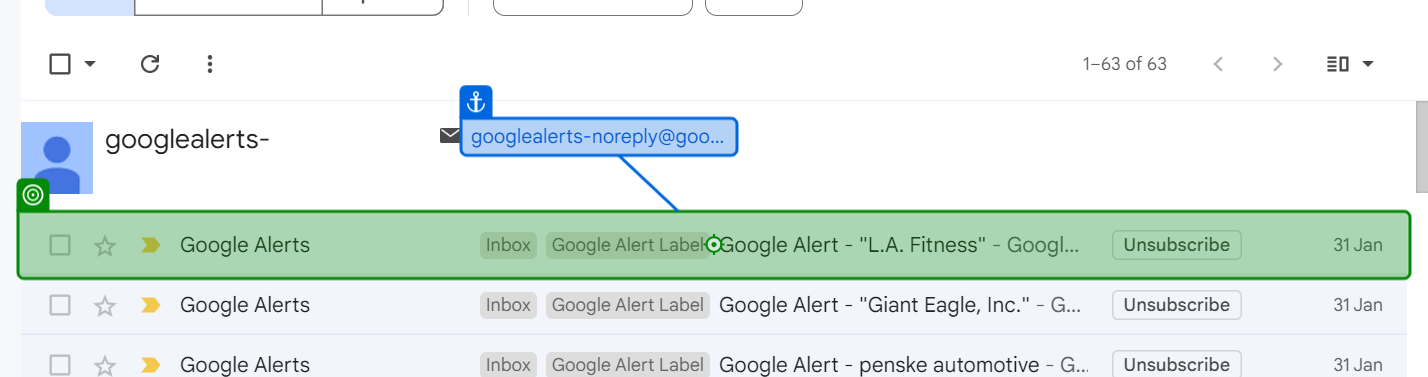 1–63 of 63
googlealerts-
googlealerts-noreply@goo...
Google Alerts Inbox Google Alert Label Google Alert - "L.A. Fitness" - Googl... Unsubscribe 31 Jan
Google Alerts Inbox Google Alert Label Google Alert - "Giant Eagle, Inc." - G... Unsubscribe 31 Jan
Google Alerts Inbox Google Alert Label Google Alert - penske automotive - G... Unsubscribe 31 Jan